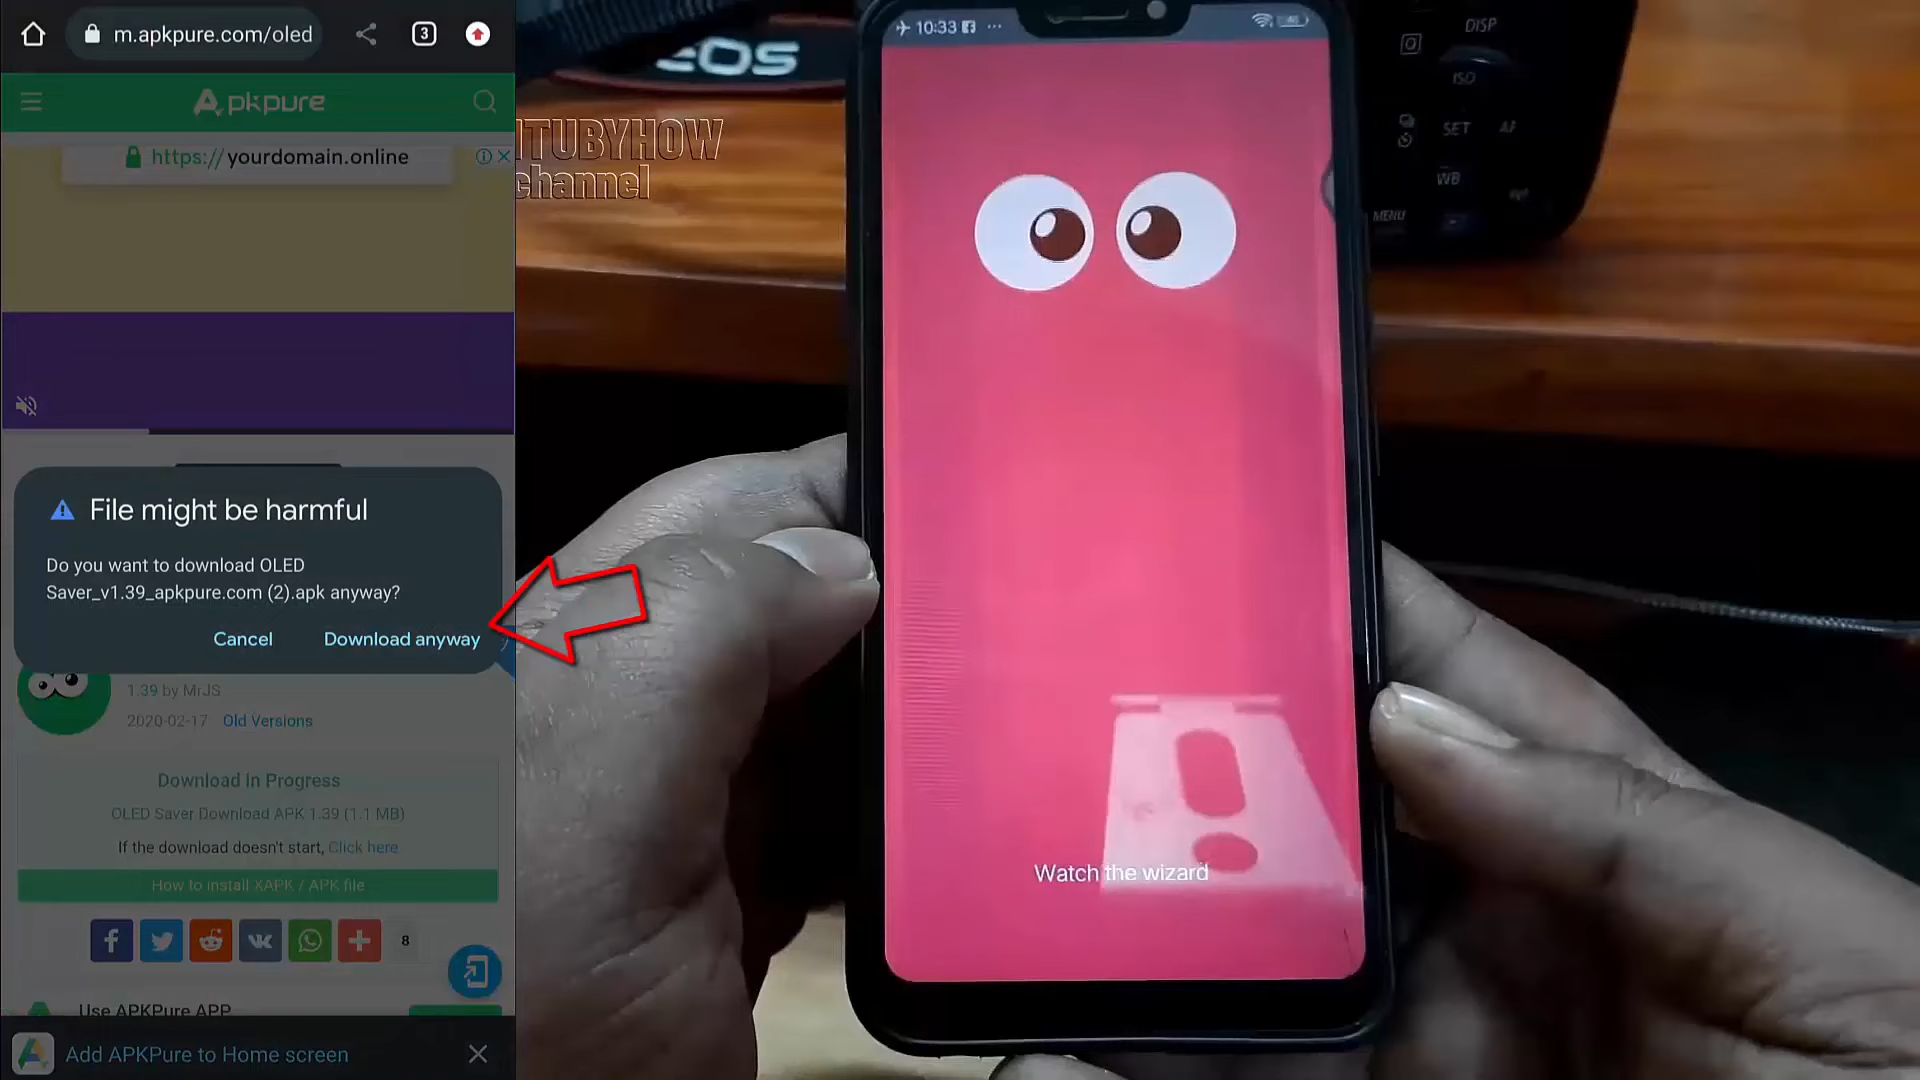 m.apkpure.com/oled
3
Apkpure
https://yourdomain.online
File might be harmful
Do you want to download OLED
Saver_v1.39_apkpure.com (2).apk anyway?
Cancel
Download anyway
1.39 by MrJS
2020-02-17 Old Versions
Download In Progress
OLED Saver Download APK 1.39 (1.1 MB)
If the download doesn't start, Click here
How to install XAPK / APK file
8
Use APKPure APP
Add APKPure to Home screen
ITUBYHOW
channel
EOS
10:33
Watch the wizard
DISP
ISO
SET
AF
WB
MENU